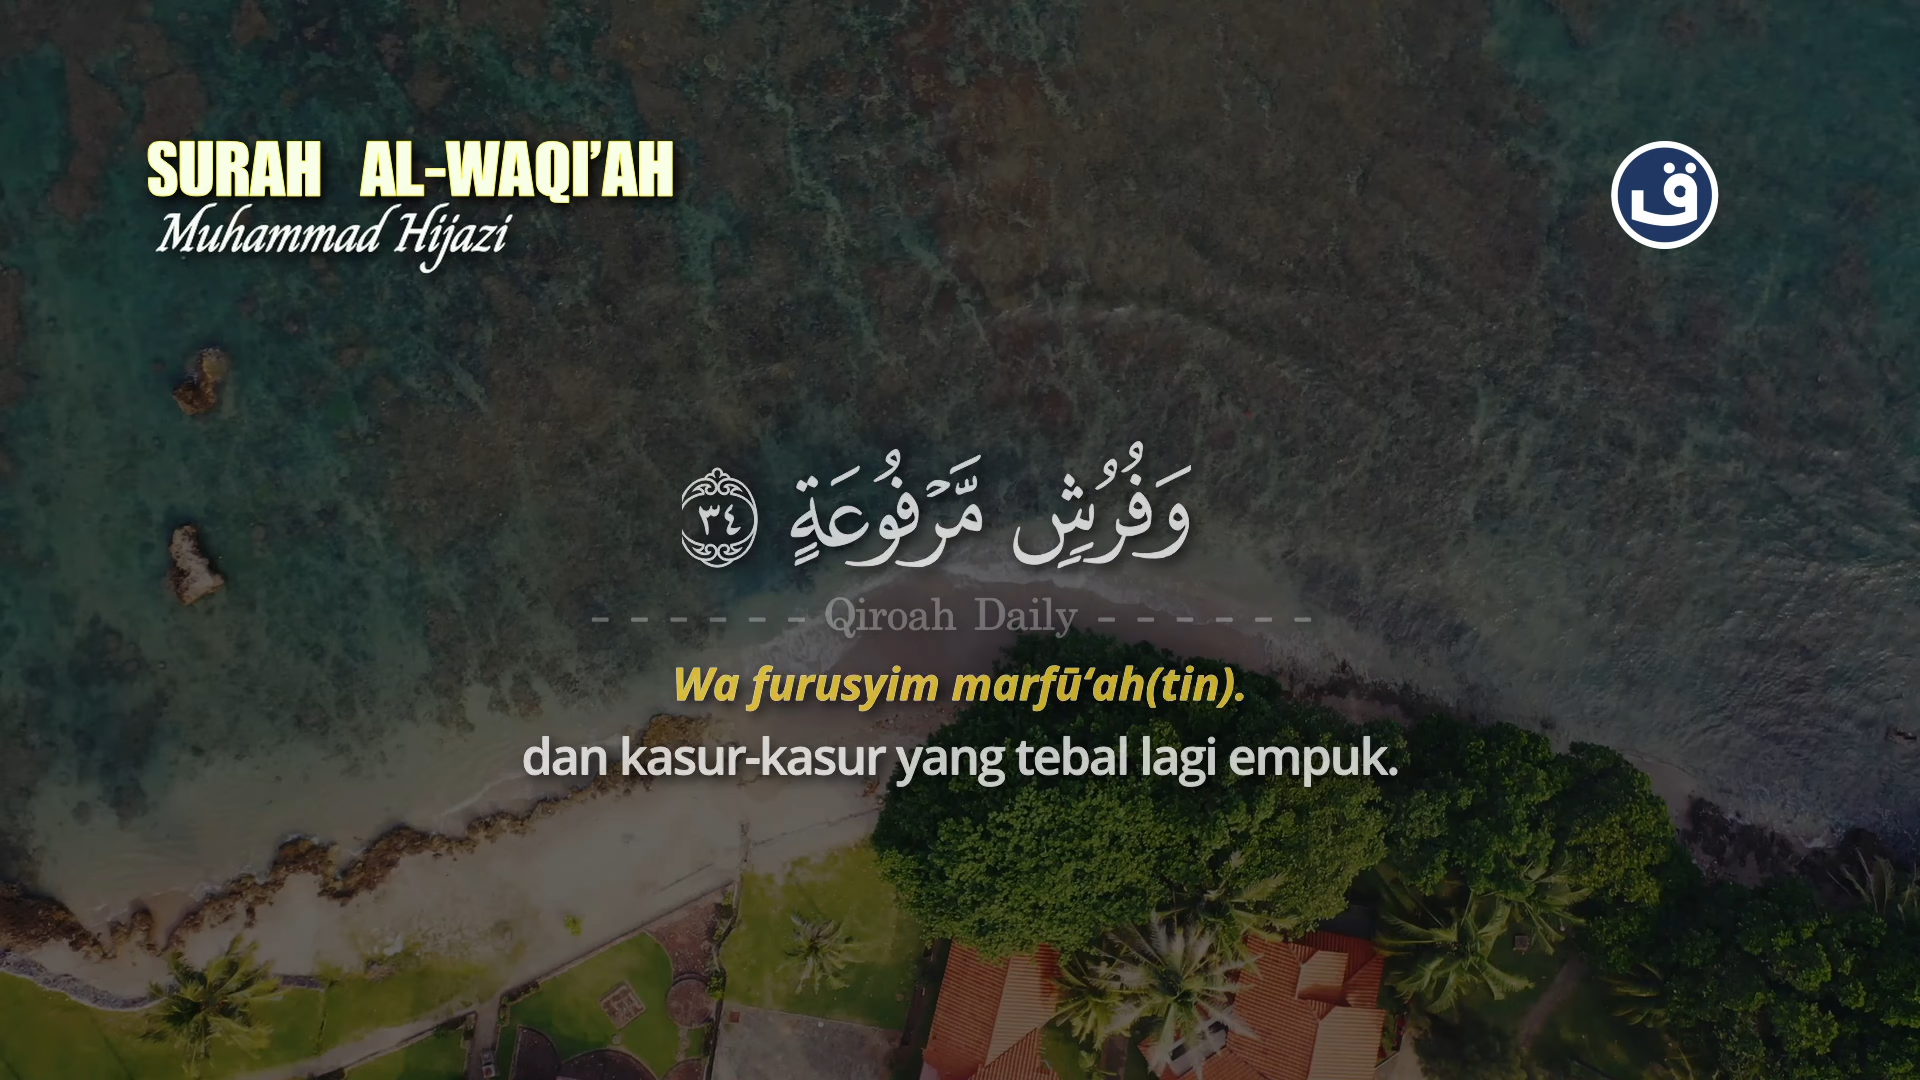 SURAH AL-WAQI’AH
Muhammad Hijazi
ق
وَفُرُشٍ مَّرْفُوعَةٍ ٣٤
- - - - - - Qiroah Daily - - - - - -
Wa furusyim marfū‘ah(tin).
dan kasur-kasur yang tebal lagi empuk.